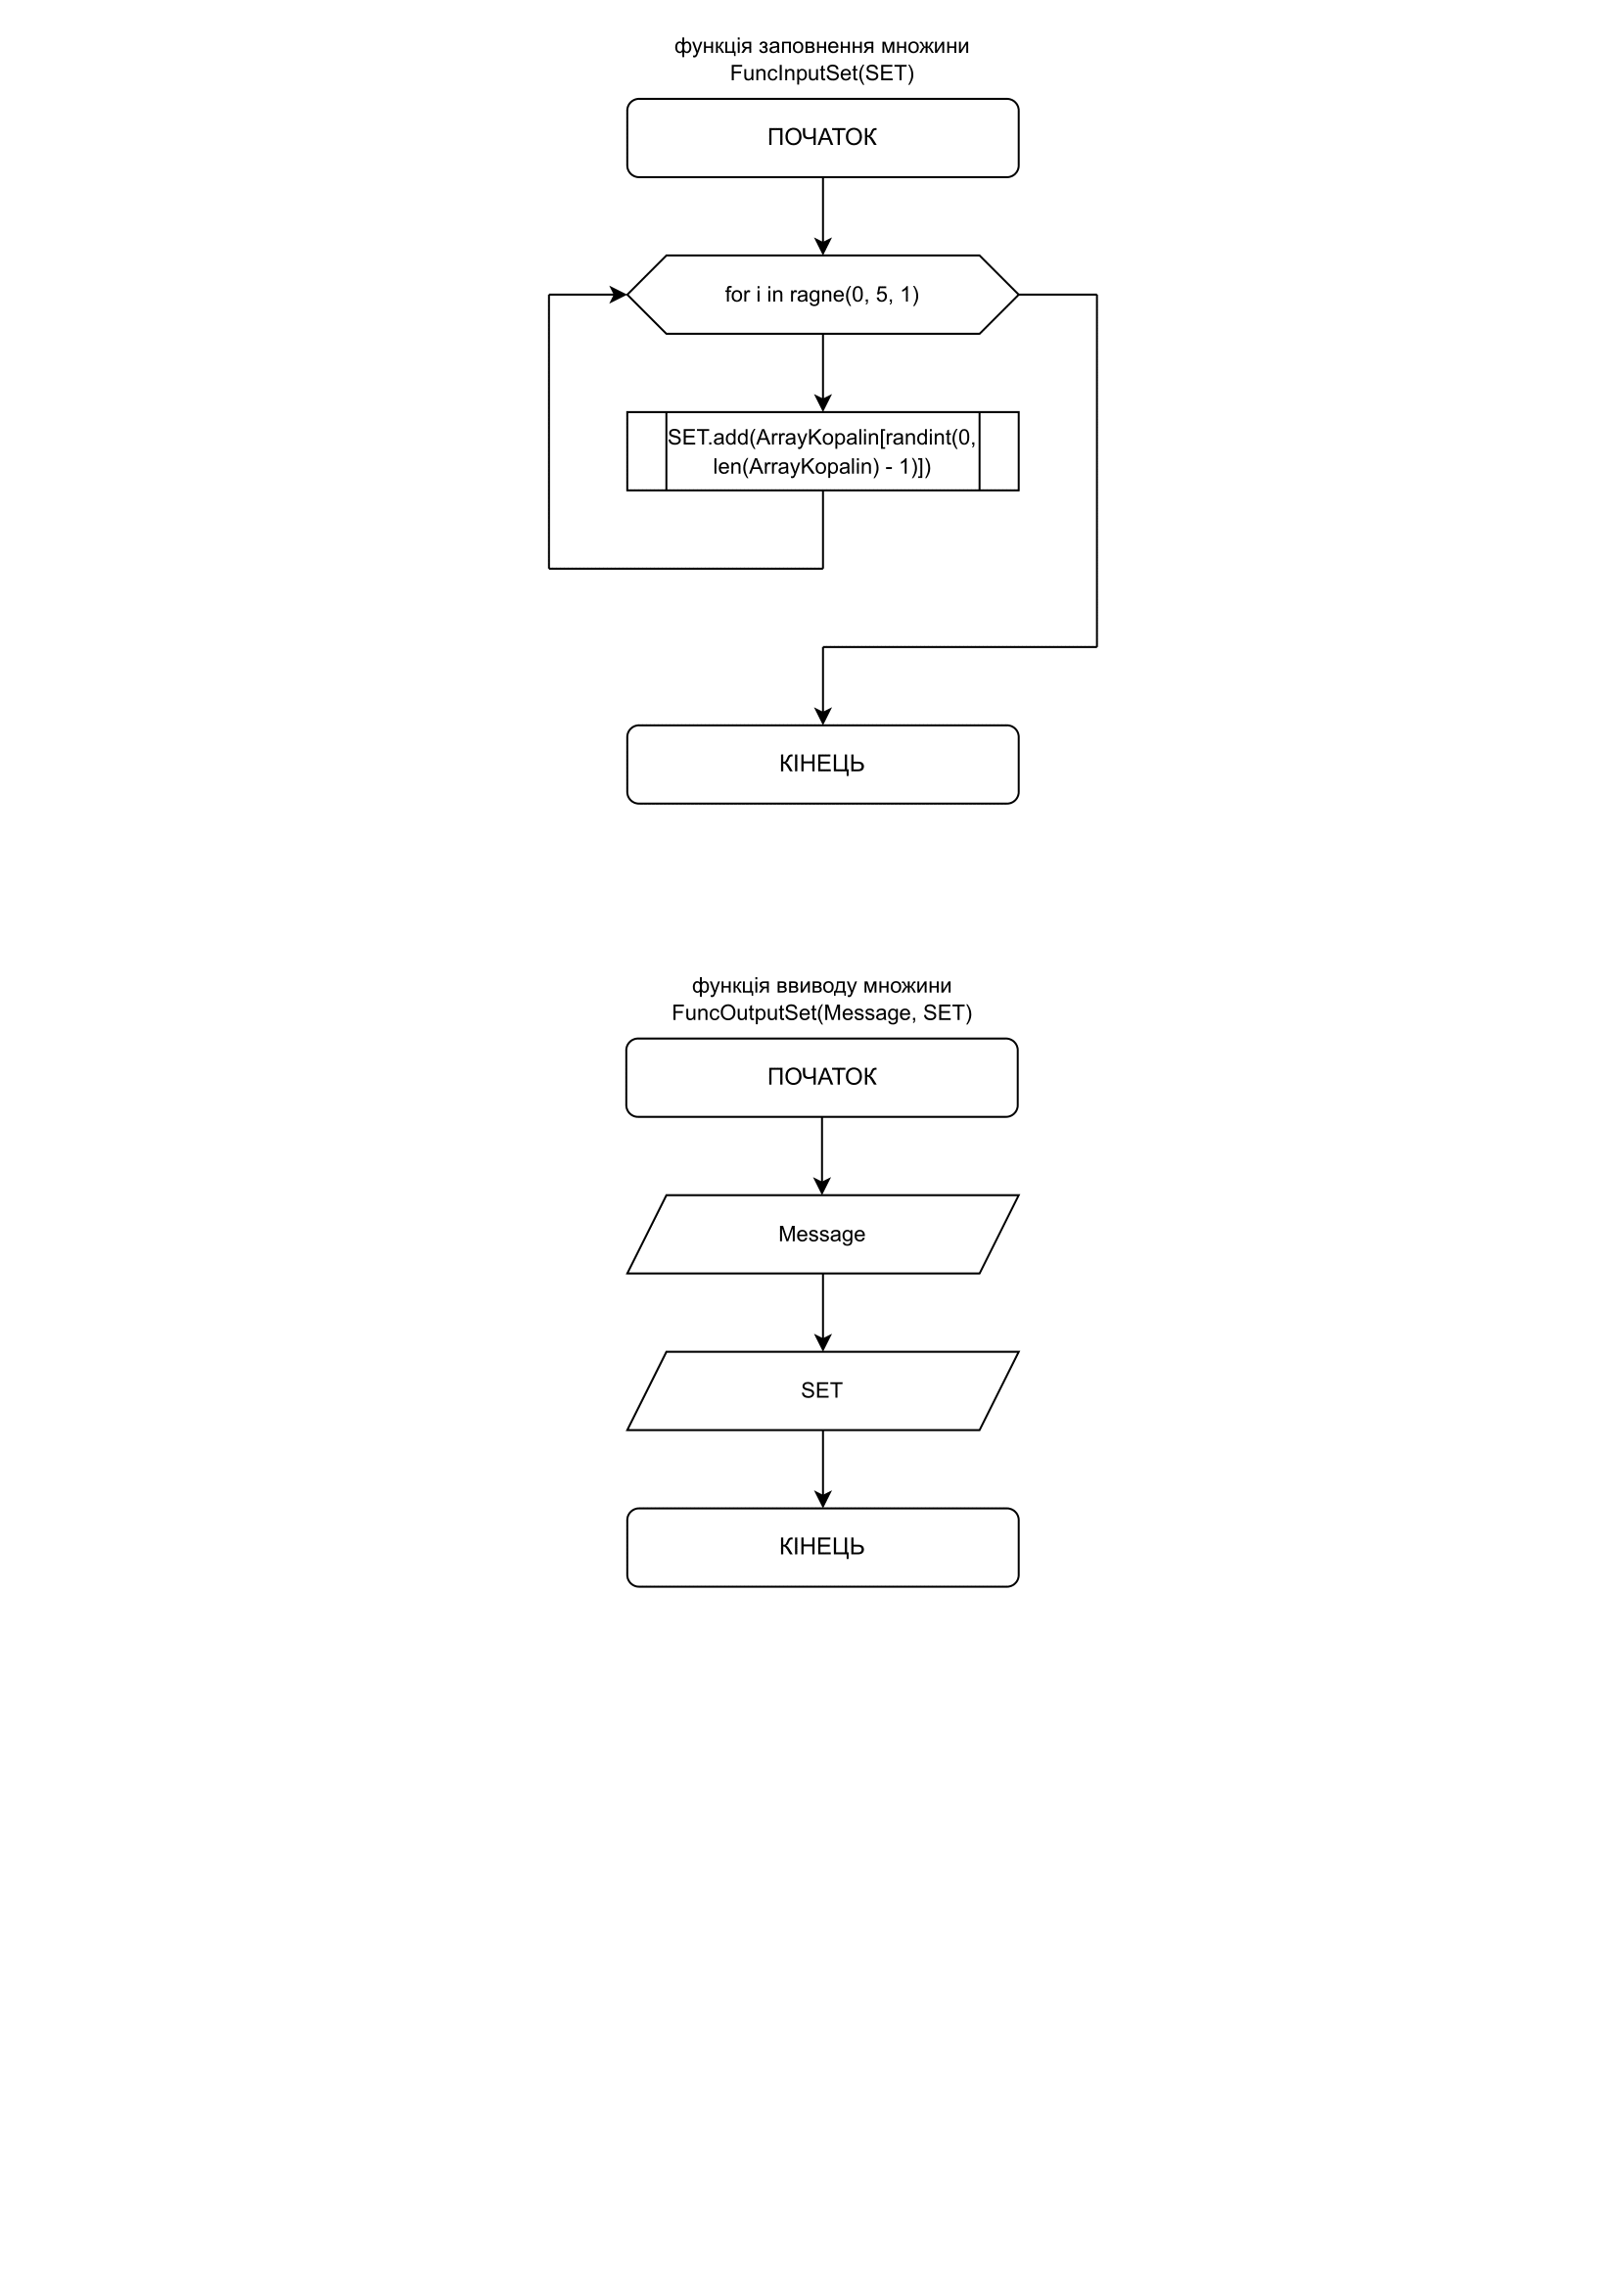 функція заповнення множини
FuncInputSet(SET)
ПОЧАТОК
for i in ragne(0, 5, 1)
SET.add(ArrayKopalin[randint(0,
len(ArrayKopalin) - 1)])
КІНЕЦЬ
функція ввиводу множини
FuncOutputSet(Message, SET)
ПОЧАТОК
Message
SET
КІНЕЦЬ